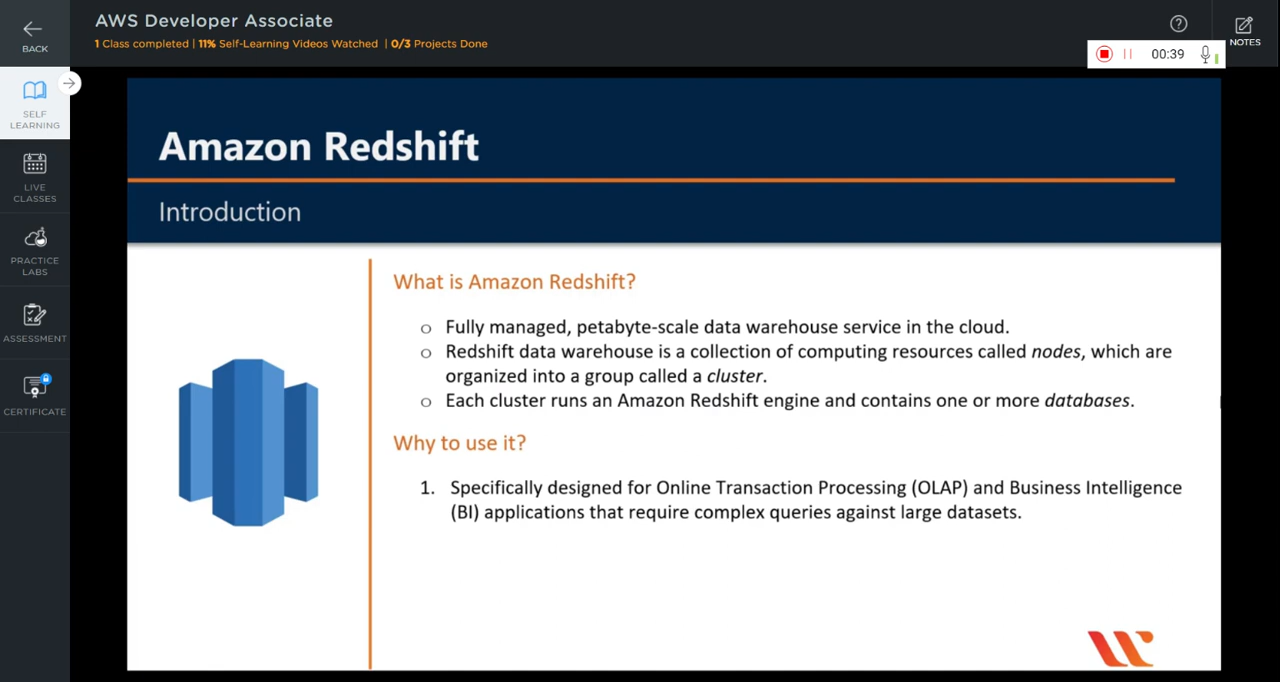 AWS Developer Associate
1 Class completed | 11% Self-Learning Videos Watched | 0/3 Projects Done
BACK
NOTES
00:39
SELF
LEARNING
LIVE
CLASSES
PRACTICE
LABS
ASSESSMENT
CERTIFICATE
Amazon Redshift
Introduction
What is Amazon Redshift?
o Fully managed, petabyte-scale data warehouse service in the cloud.
o Redshift data warehouse is a collection of computing resources called nodes, which are
organized into a group called a cluster.
o Each cluster runs an Amazon Redshift engine and contains one or more databases.
Why to use it?
1. Specifically designed for Online Transaction Processing (OLAP) and Business Intelligence
(BI) applications that require complex queries against large datasets.